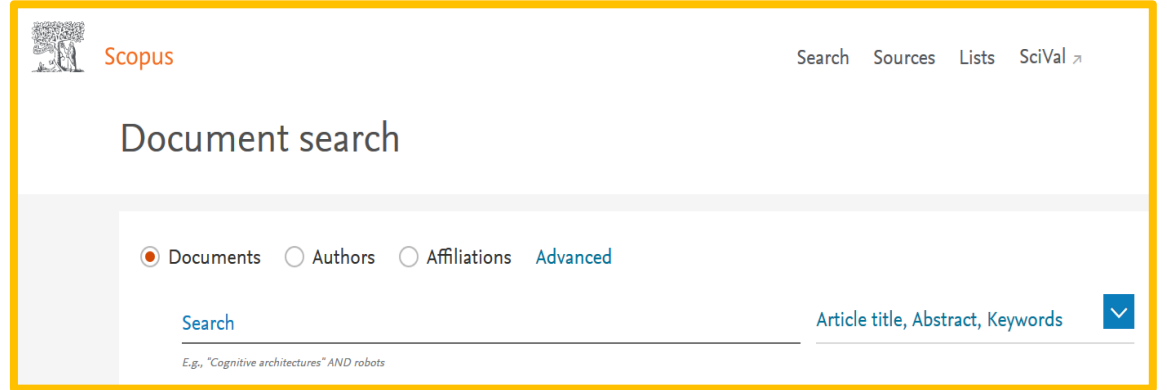 Scopus
Search Sources Lists SciVal ↗
Document search
Documents Authors Affiliations Advanced
Search
Article title, Abstract, Keywords
E.g., "Cognitive architectures" AND robots